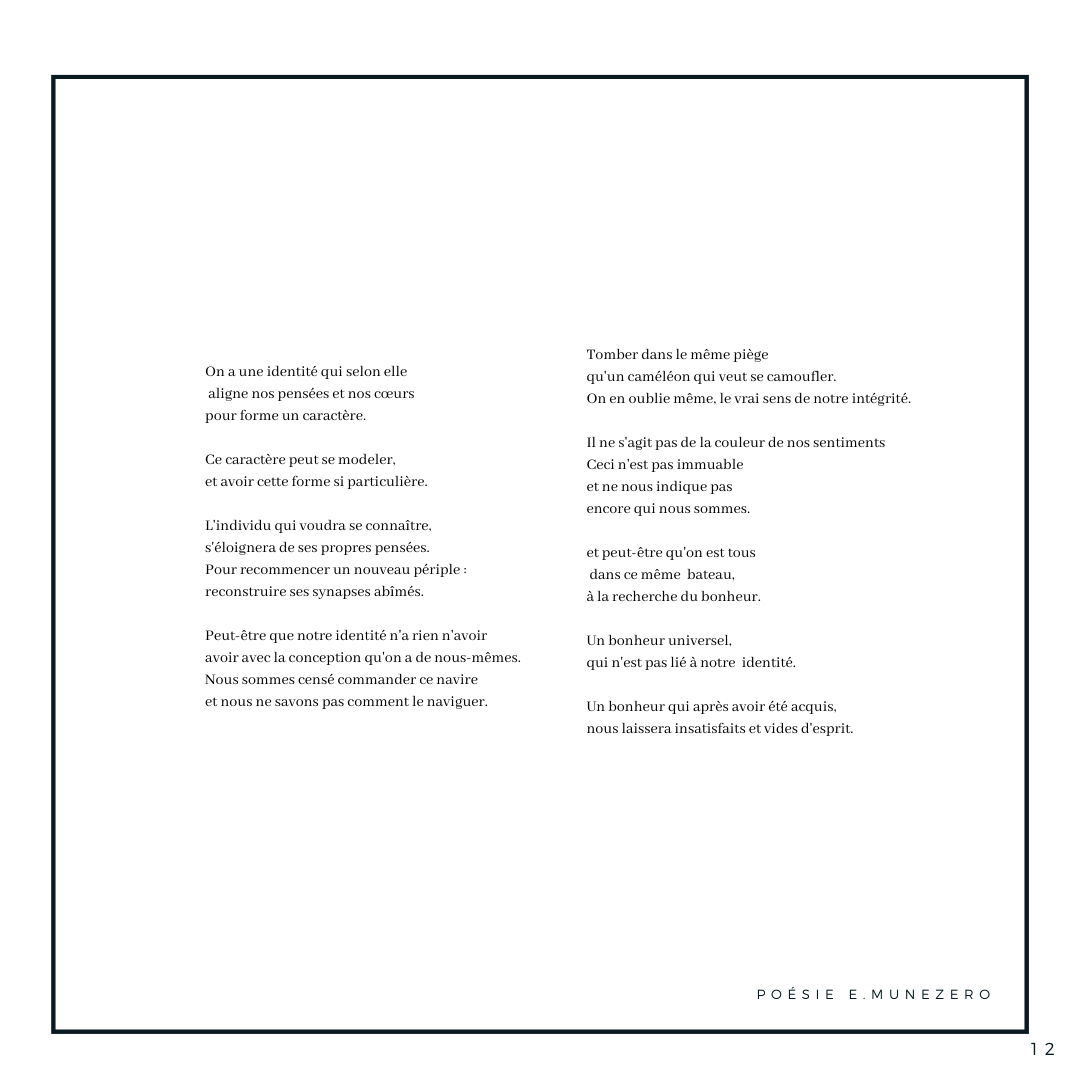 On a une identité qui selon elle
aligne nos pensées et nos cœurs
pour forme un caractère.
Ce caractère peut se modeler,
et avoir cette forme si particulière.
L'individu qui voudra se connaître,
s'éloignera de ses propres pensées.
Pour recommencer un nouveau périple :
reconstruire ses synapses abîmés.
Peut-être que notre identité n'a rien n'avoir
avoir avec la conception qu'on a de nous-mêmes.
Nous sommes censé commander ce navire
et nous ne savons pas comment le naviguer.
Tomber dans le même piège
qu'un caméléon qui veut se camoufler.
On en oublie même, le vrai sens de notre intégrité.
Il ne s'agit pas de la couleur de nos sentiments
Ceci n'est pas immuable
et ne nous indique pas
encore qui nous sommes.
et peut-être qu'on est tous
dans ce même  bateau,
à la recherche du bonheur.
Un bonheur universel,
qui n'est pas lié à notre  identité.
Un bonheur qui après avoir été acquis,
nous laissera insatisfaits et vides d'esprit.
POÉSIE E.MUNEZERO
12